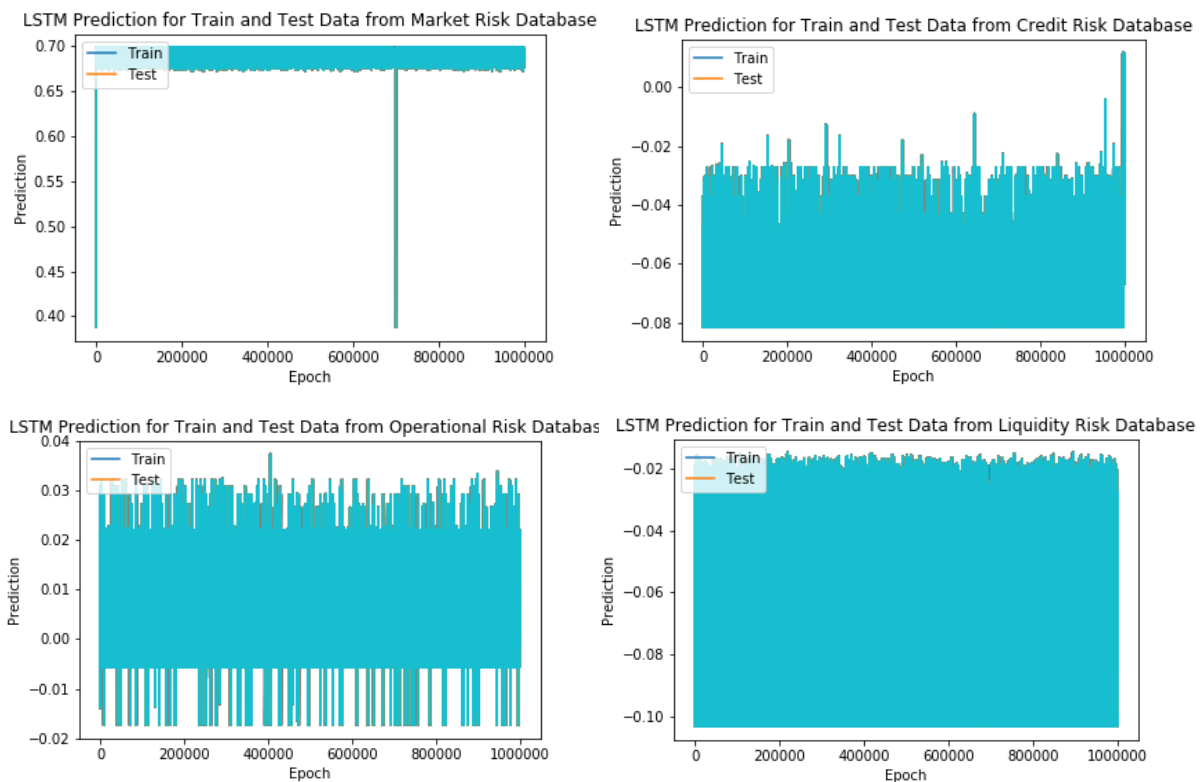 LSTM Prediction for Train and Test Data from Market Risk Database
0.70
0.65
0.60
0.55
0.50
0.45
0.40
Prediction
Train
Test
0
200000
400000
600000
800000
1000000
Epoch
LSTM Prediction for Train and Test Data from Credit Risk Database
0.00
−0.02
−0.04
−0.06
−0.08
Prediction
Train
Test
0
200000
400000
600000
800000
1000000
Epoch
LSTM Prediction for Train and Test Data from Operational Risk Databas
0.04
0.03
0.02
0.01
0.00
−0.01
−0.02
Prediction
Train
Test
0
200000
400000
600000
800000
1000000
Epoch
LSTM Prediction for Train and Test Data from Liquidity Risk Database
−0.02
−0.04
−0.06
−0.08
−0.10
Prediction
Train
Test
0
200000
400000
600000
800000
1000000
Epoch